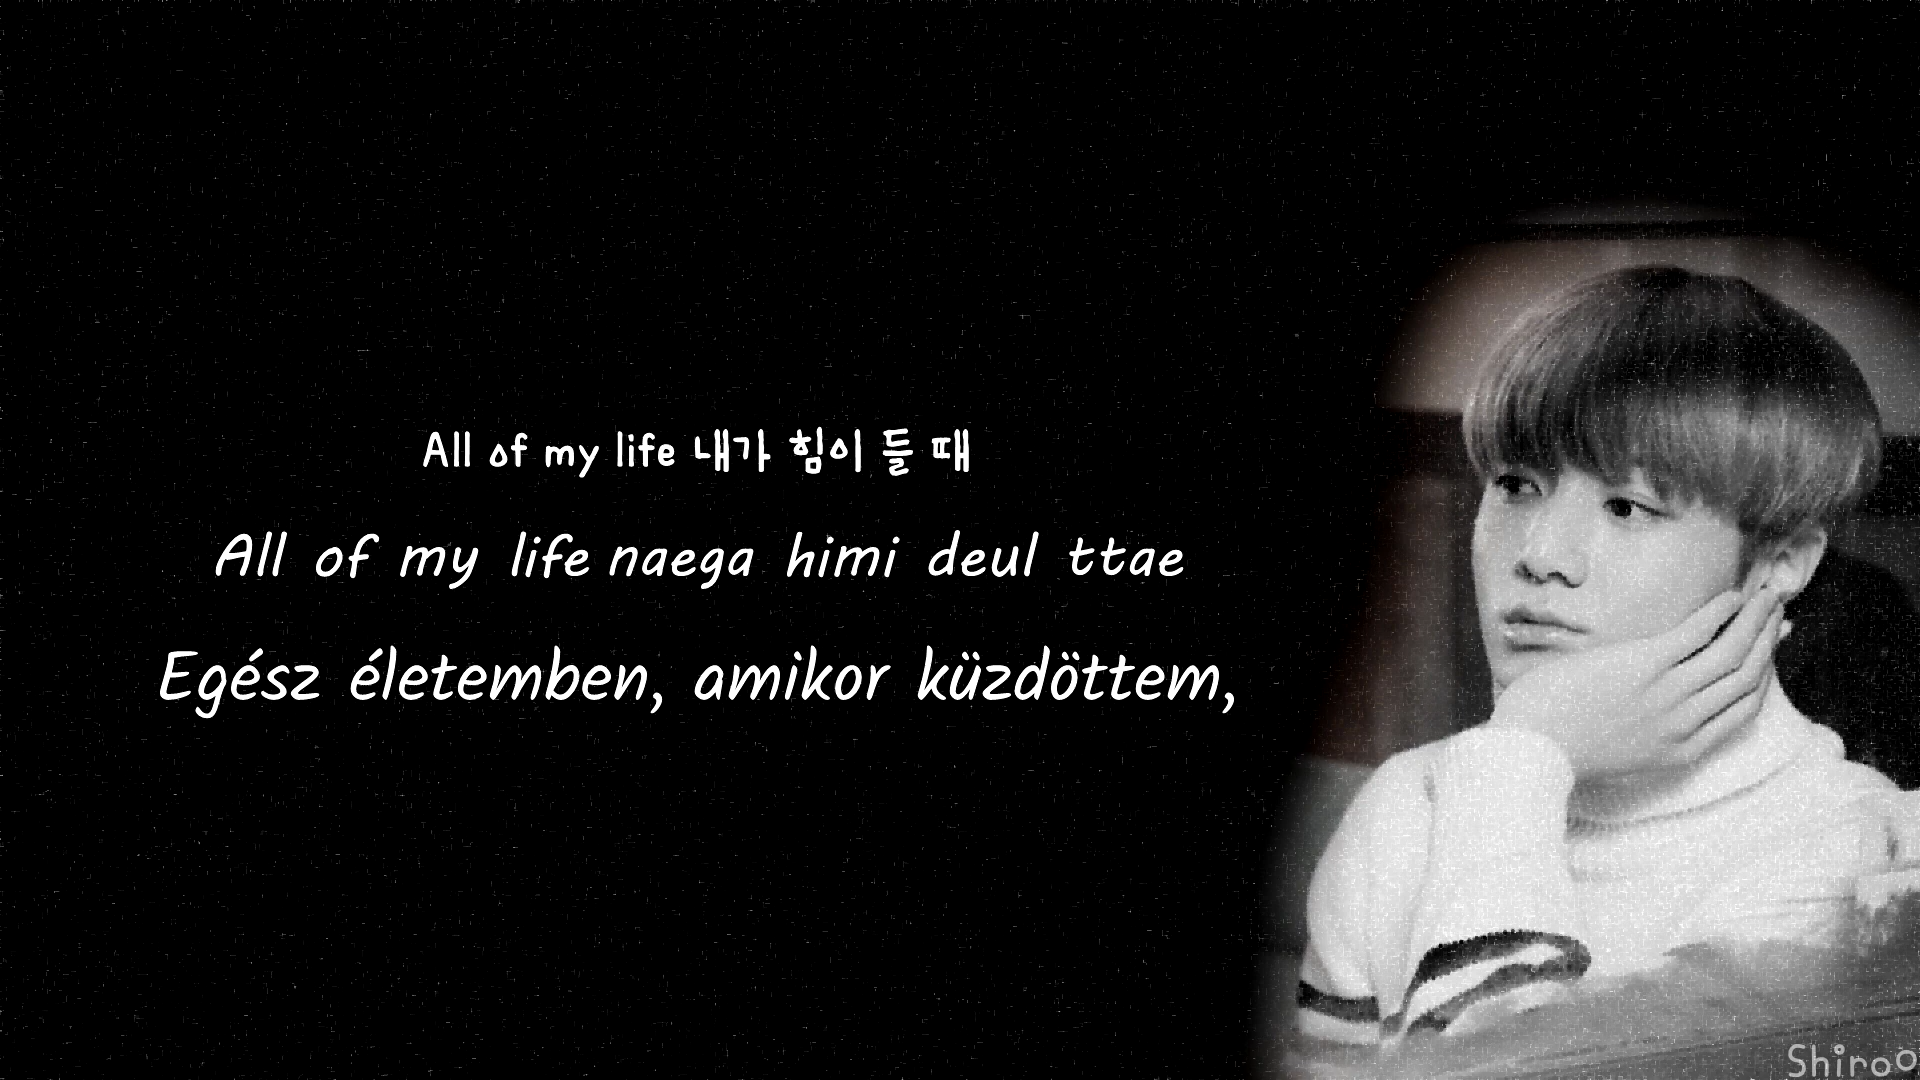 All of my life 내가 힘이 들 때
All of my life naega himi deul ttae
Egész életemben, amikor küzdöttem,
Shiroo